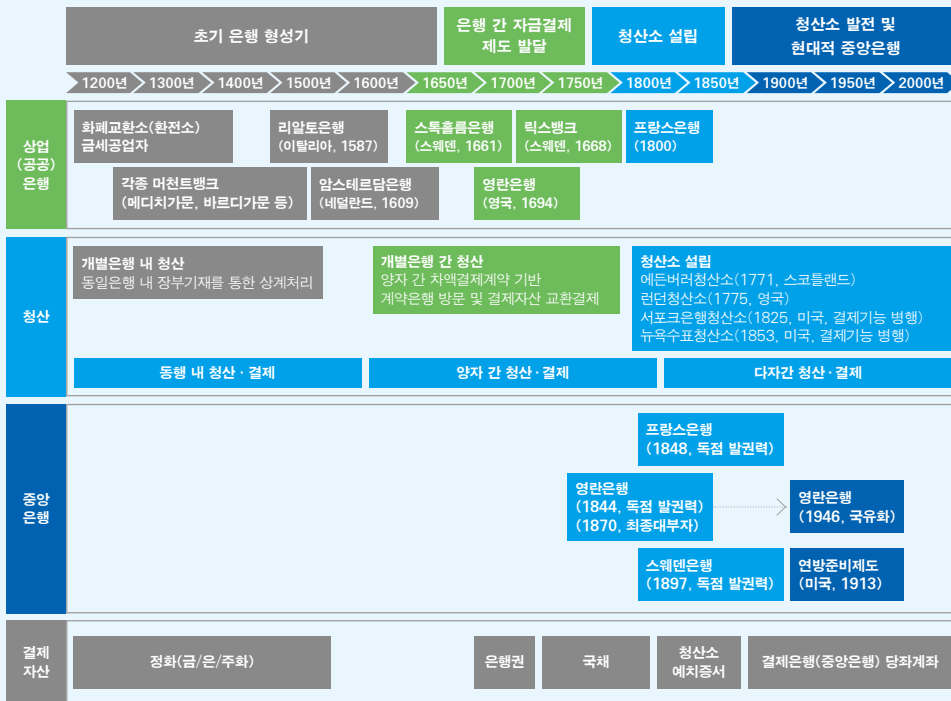 초기 은행 형성기
은행 간 자금결제
제도 발달
청산소 설립
청산소 발전 및
현대적 중앙은행
1200년 1300년 1400년 1500년 1600년 1650년 1700년 1750년 1800년 1850년 1900년 1950년 2000년
상업
(공공)
은행
화폐교환소(환전소)
금세공업자
리알토은행
(이탈리아, 1587)
스톡홀름은행
(스웨덴, 1661)
릭스뱅크
(스웨덴, 1668)
프랑스은행
(1800)
각종 머천트뱅크
(메디치가문, 바르디가문 등)
암스테르담은행
(네덜란드, 1609)
영란은행
(영국, 1694)
청산
개별은행 내 청산
동일은행 내 장부기재를 통한 상계처리
개별은행 간 청산
양자 간 차액결제계약 기반
계약은행 방문 및 결제자산 교환결제
청산소 설립
에든버러청산소(1771, 스코틀랜드)
런던청산소(1775, 영국)
서포크은행청산소(1825, 미국, 결제기능 병행)
뉴욕수표청산소(1853, 미국, 결제기능 병행)
동행 내 청산 · 결제
양자 간 청산 · 결제
다자간 청산 · 결제
중앙
은행
프랑스은행
(1848, 독점 발권력)
영란은행
(1844, 독점 발권력)
(1870, 최종대부자)
영란은행
(1946, 국유화)
스웨덴은행
(1897, 독점 발권력)
연방준비제도
(미국, 1913)
결제
자산
정화(금/은/주화)
은행권
국채
청산소
예치증서
결제은행(중앙은행) 당좌계좌